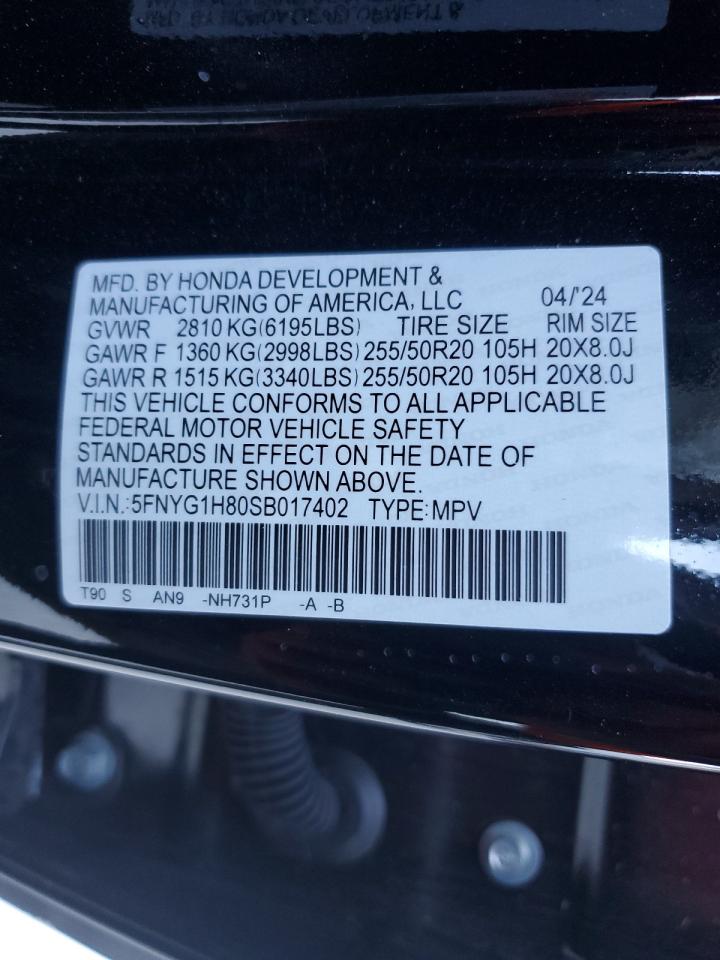 MFD. BY HONDA DEVELOPMENT &
MANUFACTURING OF AMERICA, LLC 04/'24
GVWR 2810 KG(6195LBS) TIRE SIZE RIM SIZE
GAWR F 1360 KG(2998LBS) 255/50R20 105H 20X8.0J
GAWR R 1515 KG(3340LBS) 255/50R20 105H 20X8.0J
THIS VEHICLE CONFORMS TO ALL APPLICABLE
FEDERAL MOTOR VEHICLE SAFETY
STANDARDS IN EFFECT ON THE DATE OF
MANUFACTURE SHOWN ABOVE.
V.I.N.:5FNYG1H80SB017402 TYPE:MPV
T90 S AN9 -NH731P -A -B